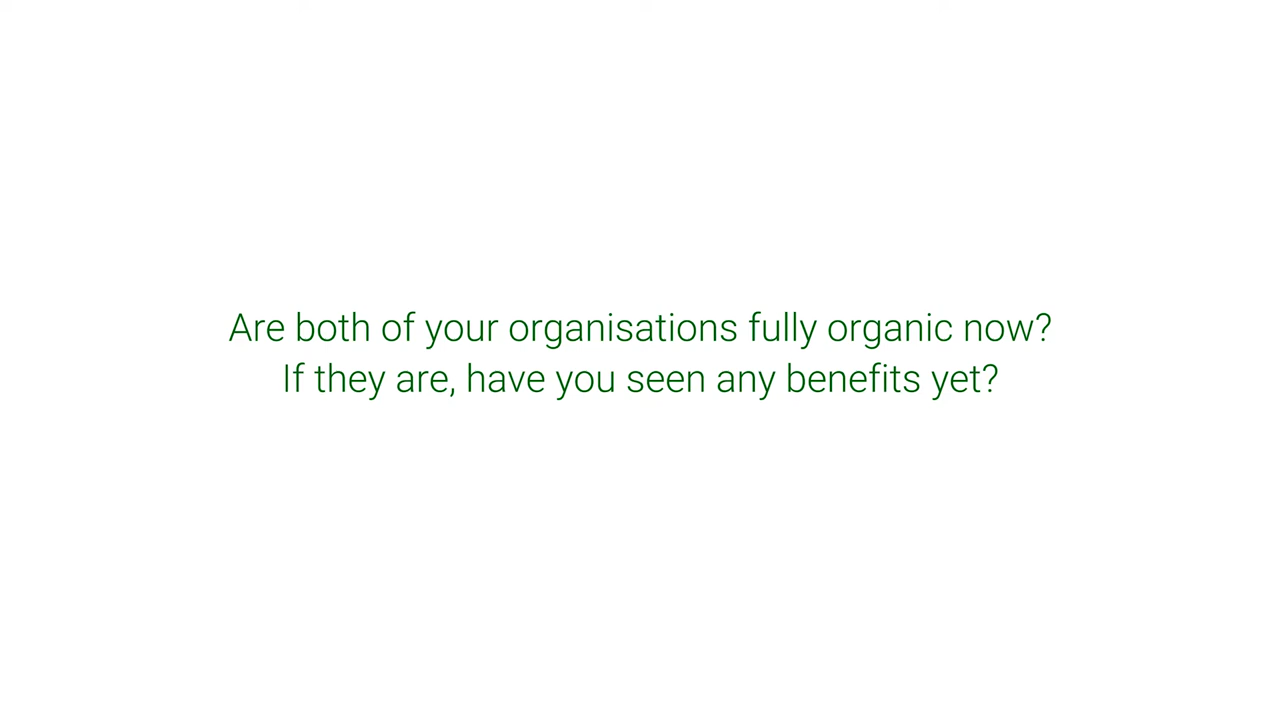 Are both of your organisations fully organic now?
If they are, have you seen any benefits yet?